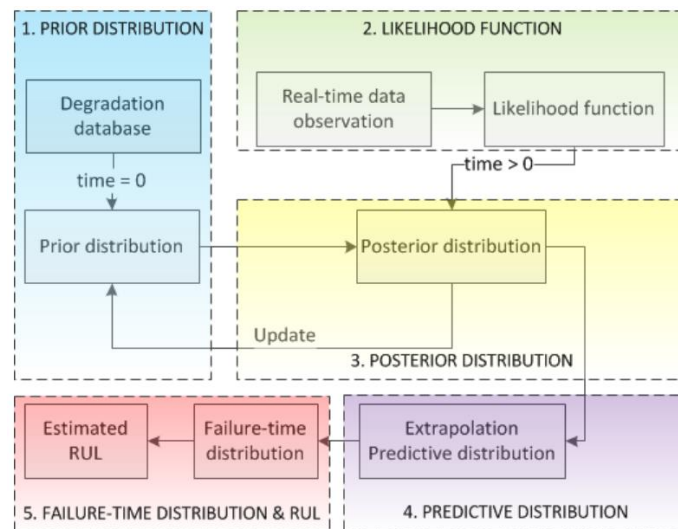 1. PRIOR DISTRIBUTION
Degradation
database
time = 0
Prior distribution
2. LIKELIHOOD FUNCTION
Real-time data
observation
Likelihood function
time > 0
Posterior distribution
Update
3. POSTERIOR DISTRIBUTION
Extrapolation
Predictive distribution
4. PREDICTIVE DISTRIBUTION
Failure-time
distribution
Estimated
RUL
5. FAILURE-TIME DISTRIBUTION & RUL